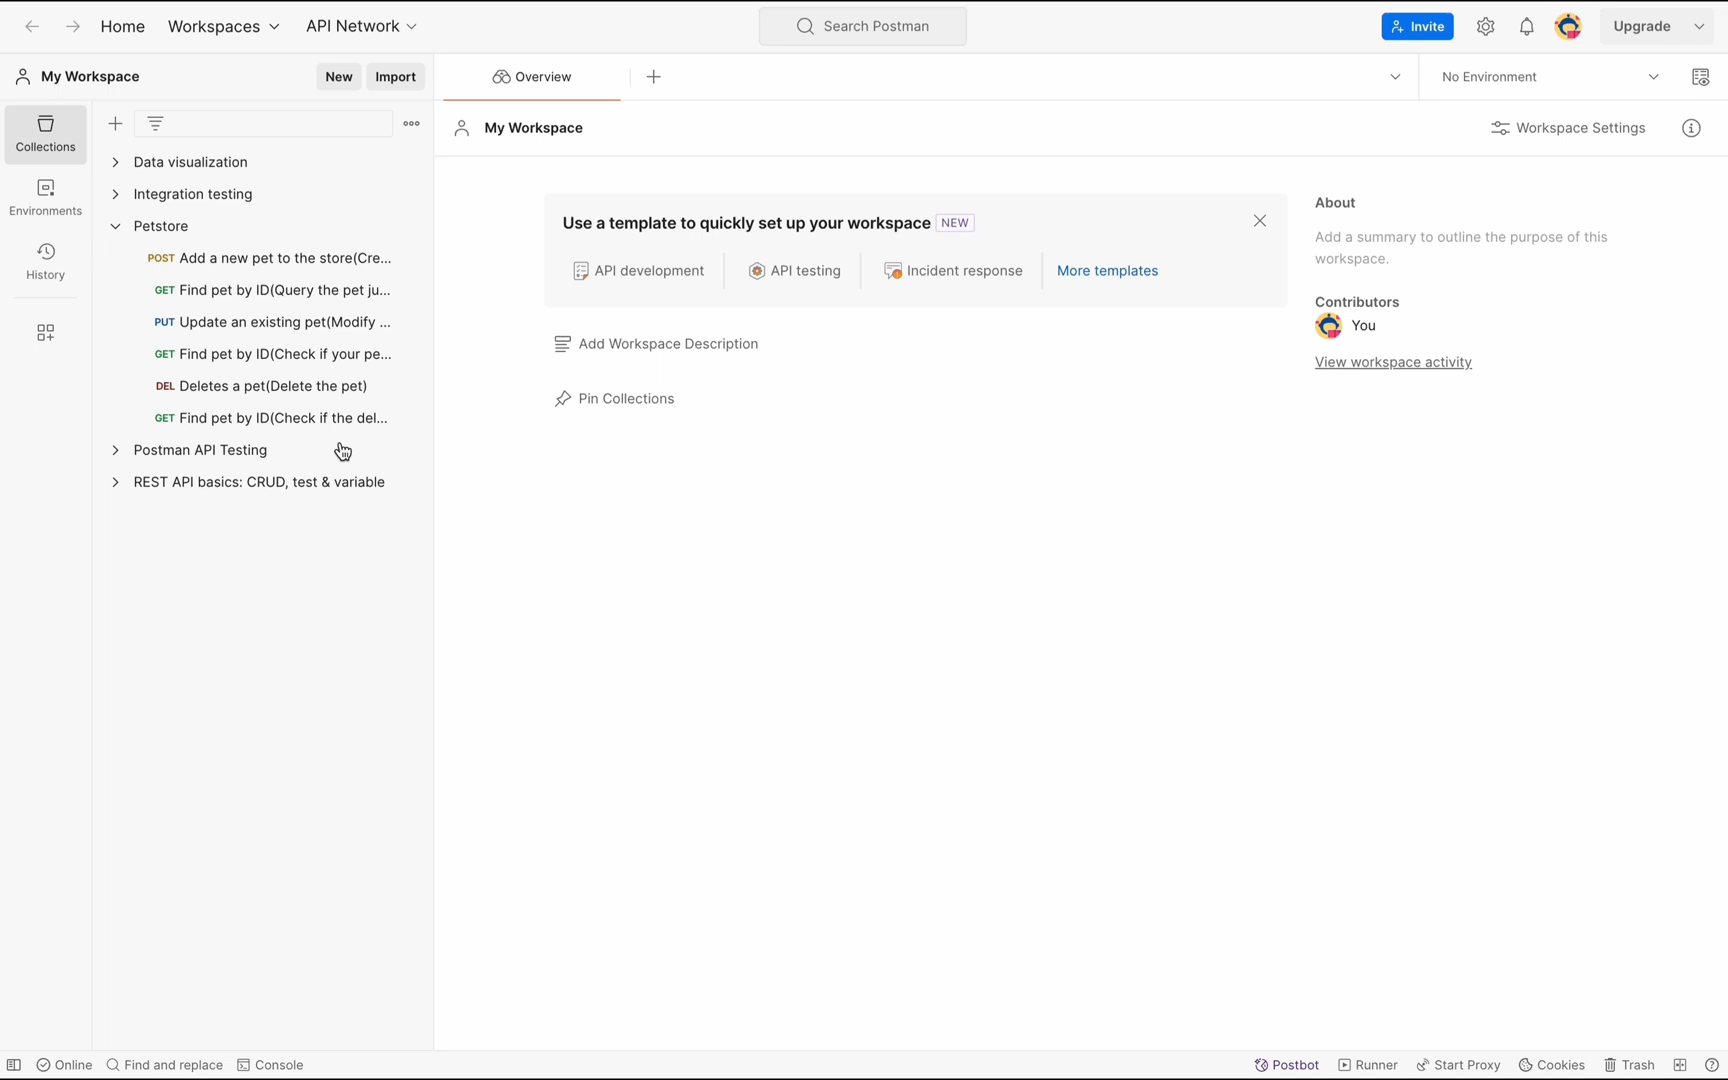 Home Workspaces API Network Search Postman Invite Upgrade
My Workspace New Import Overview No Environment
My Workspace Workspace Settings
Collections
Environments
History
Data visualization
Integration testing
Petstore
POST Add a new pet to the store(Cre...
GET Find pet by ID(Query the pet ju...
PUT Update an existing pet(Modify ...
GET Find pet by ID(Check if your pe...
DEL Deletes a pet(Delete the pet)
GET Find pet by ID(Check if the del...
Postman API Testing
REST API basics: CRUD, test & variable
Use a template to quickly set up your workspace NEW
API development API testing Incident response More templates
Add Workspace Description
Pin Collections
About
Add a summary to outline the purpose of this
workspace.
Contributors
You
View workspace activity
Online Find and replace Console Postbot Runner Start Proxy Cookies Trash